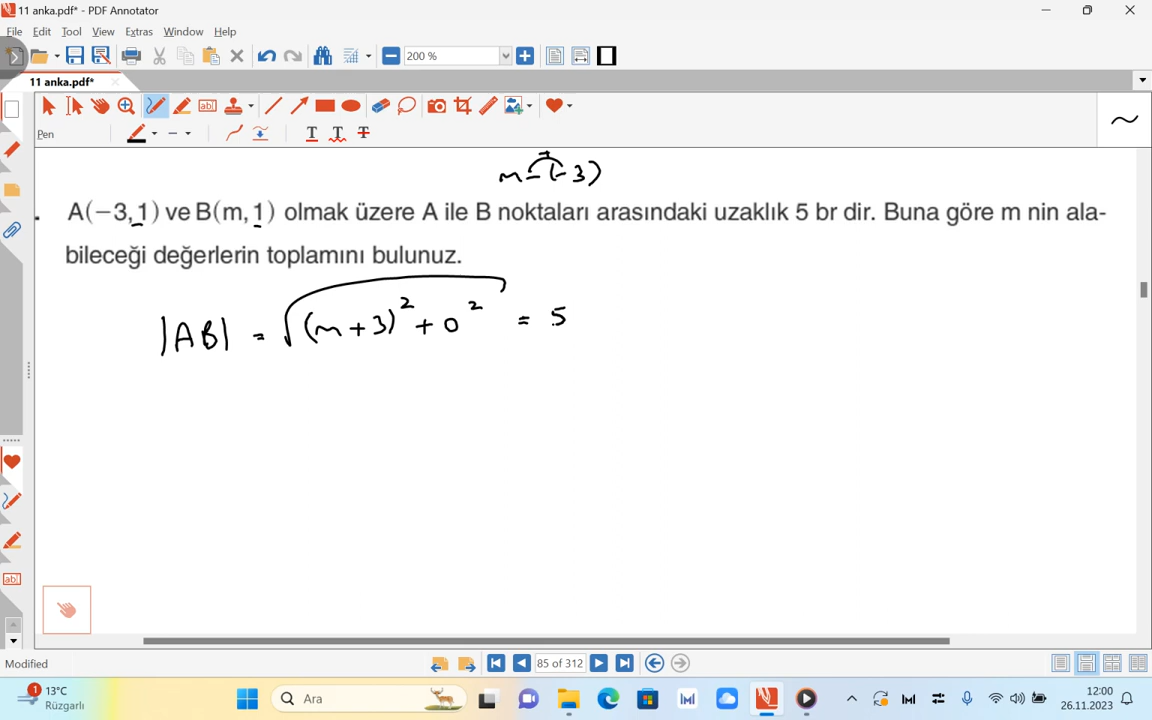 11 anka.pdf* - PDF Annotator
File Edit Tool View Extras Window Help
200 %
11 anka.pdf*
Pen
m-(-3)
. A(−3,1) ve B(m, 1) olmak üzere A ile B noktaları arasındaki uzaklık 5 br dir. Buna göre m nin ala-
bileceği değerlerin toplamını bulunuz.
|AB| = √(m+3)² + 0² = 5
Modified
85 of 312
1
13°C
Rüzgarlı
Ara
12:00
26.11.2023